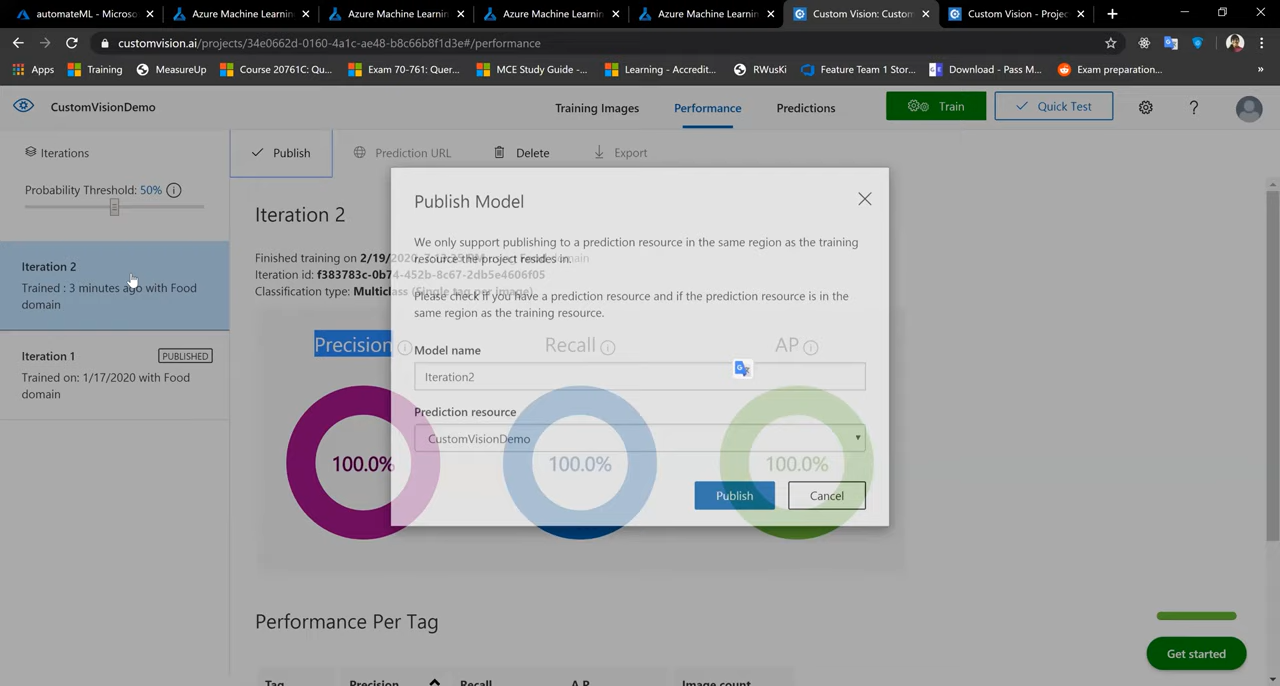 automateML - Microso
Azure Machine Learnin
Azure Machine Learnin
Azure Machine Learnin
Azure Machine Learnin
Custom Vision: Custom
Custom Vision - Projec
customvision.ai/projects/34e0662d-0160-4a1c-ae48-b8c66b8f1d3e#/performance
Apps
Training
MeasureUp
Course 20761C: Qu...
Exam 70-761: Quer...
MCE Study Guide -...
Learning - Accredit...
RWusKi
Feature Team 1 Stor...
Download - Pass M...
Exam preparation...
»
CustomVisionDemo
Training Images
Performance
Predictions
Train
Quick Test
?
Iterations
Publish
Prediction URL
Delete
Export
Probability Threshold: 50%
Iteration 2
Trained : 3 minutes ago with Food
domain
Iteration 1
PUBLISHED
Trained on: 1/17/2020 with Food
domain
Iteration 2
Finished training on 2/19/2020, domain
Iteration id: f383783c-0b74-452b-8c67-2db5e4606f05
Classification type: Multiclass (Single tag per image)
Publish Model
We only support publishing to a prediction resource in the same region as the training
resource the project resides in.
Please check if you have a prediction resource and if the prediction resource is in the
same region as the training resource.
Model name
Iteration2
Prediction resource
CustomVisionDemo
Publish
Cancel
Precision
Recall
AP
100.0%
100.0%
100.0%
Performance Per Tag
Tag
Precision
Recall
A.P.
Image count
Get started